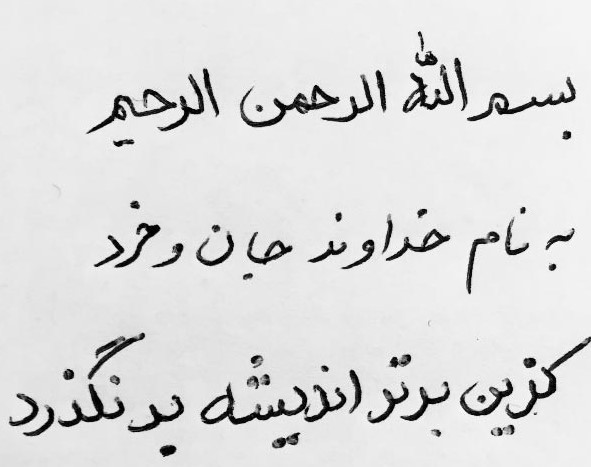 بسم الله الرحمن الرحیم
به نام خداوند جان و خرد
کزین برتر اندیشه بر نگذرد